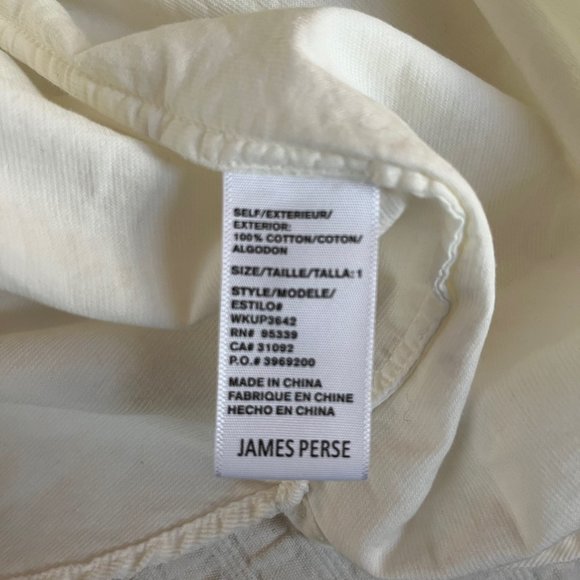 SELF/EXTERIEUR/
EXTERIOR:
100% COTTON/COTON/
ALGODON
SIZE/TAILLE/TALLA:1
STYLE/MODELE/
ESTILO#
WKUP3642
RN# 95339
CA# 31092
P.O.# 3969200
MADE IN CHINA
FABRIQUE EN CHINE
HECHO EN CHINA
JAMES PERSE